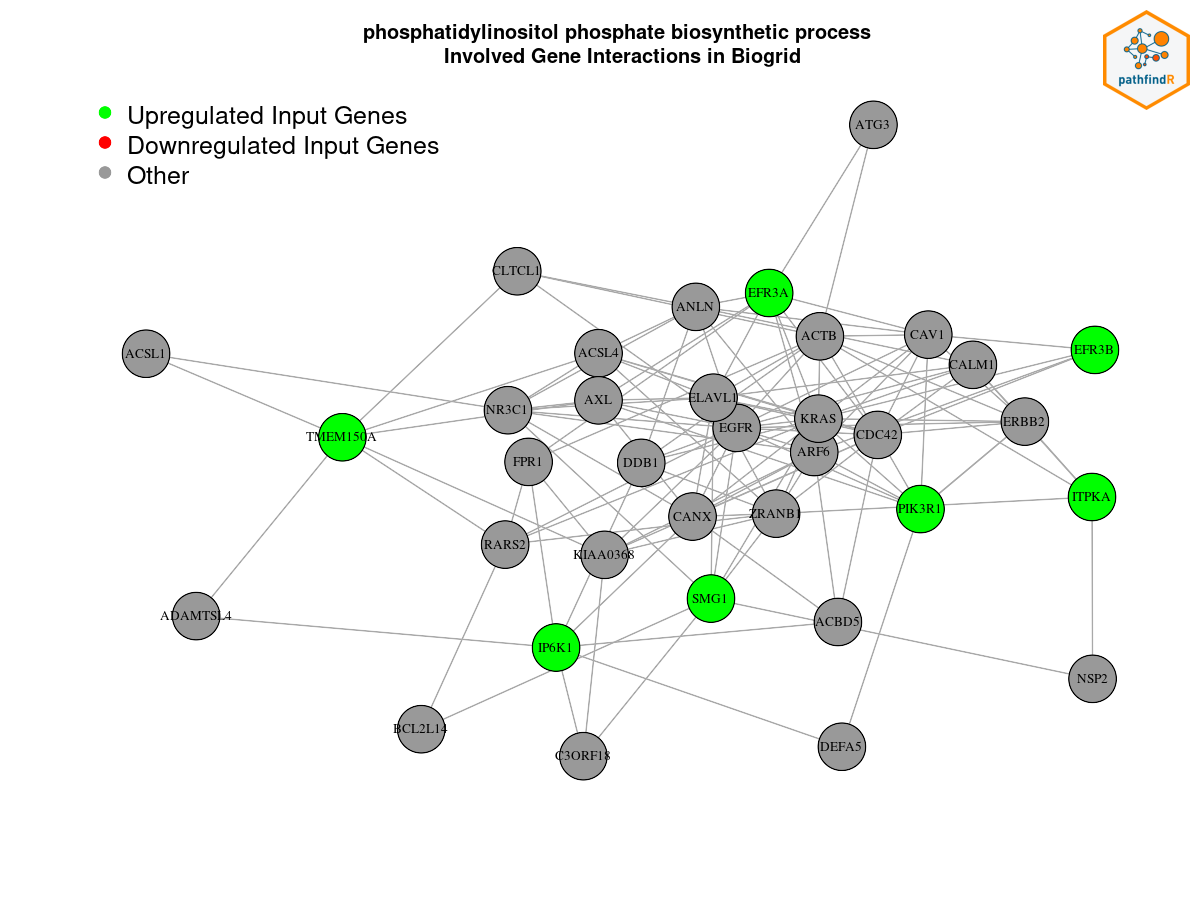 phosphatidylinositol phosphate biosynthetic process
Involved Gene Interactions in Biogrid
pathfindR
Upregulated Input Genes
Downregulated Input Genes
Other
ATG3
CLTCL1
EFR3A
ANLN
ACTB
CAV1
EFR3B
ACSL1
ACSL4
CALM1
NR3C1
AXL
ELAVL1
EGFR
KRAS
CDC42
ERBB2
TMEM150A
FPR1
DDB1
ARF6
ITPKA
CANX
ZRANB1
PIK3R1
RARS2
KIAA0368
SMG1
ADAMTSL4
ACBD5
IP6K1
NSP2
BCL2L14
C3ORF18
DEFA5